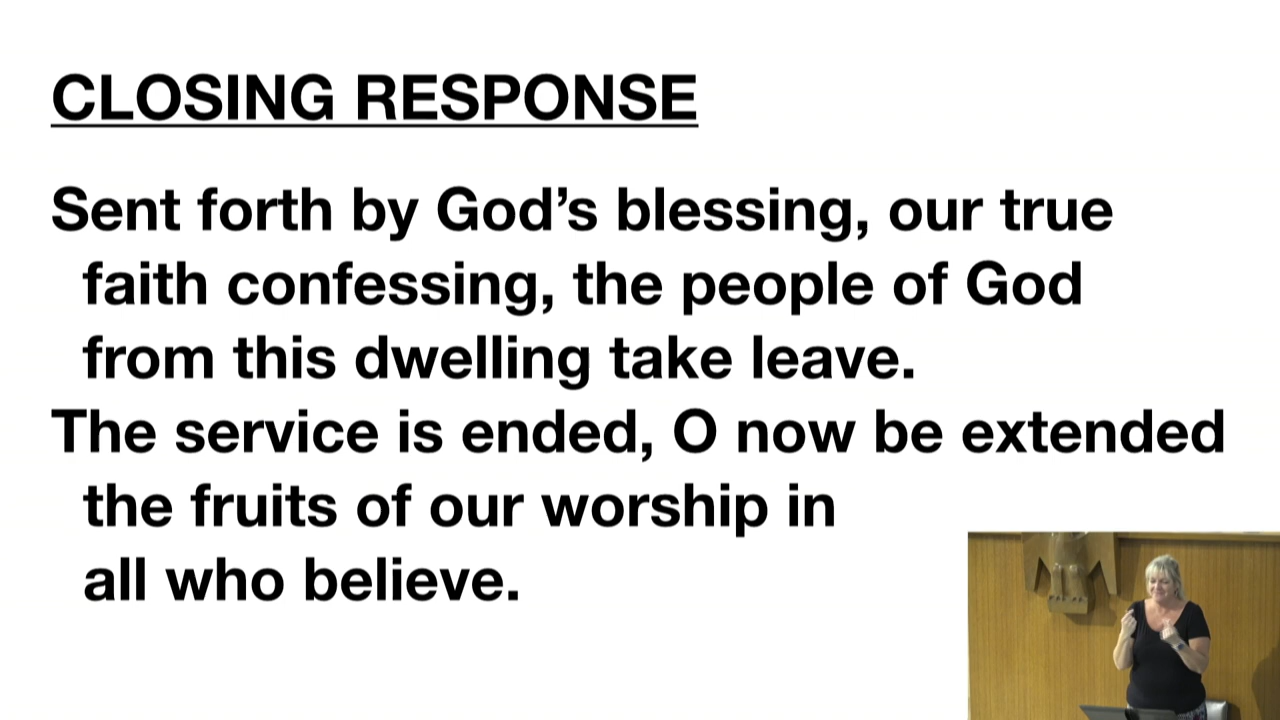 CLOSING RESPONSE
Sent forth by God’s blessing, our true
faith confessing, the people of God
from this dwelling take leave.
The service is ended, O now be extended
the fruits of our worship in
all who believe.